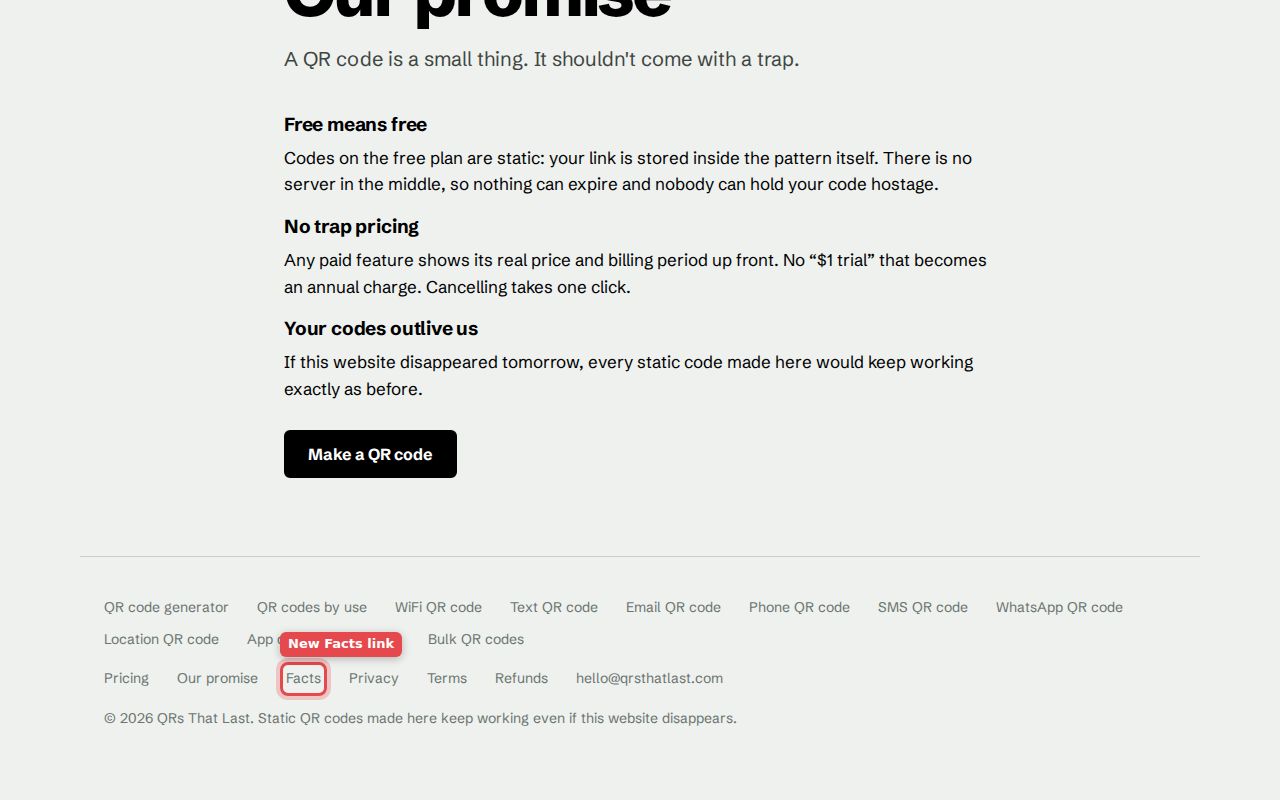 Our promise
A QR code is a small thing. It shouldn't come with a trap.
Free means free
Codes on the free plan are static: your link is stored inside the pattern itself. There is no
server in the middle, so nothing can expire and nobody can hold your code hostage.
No trap pricing
Any paid feature shows its real price and billing period up front. No “$1 trial” that becomes
an annual charge. Cancelling takes one click.
Your codes outlive us
If this website disappeared tomorrow, every static code made here would keep working
exactly as before.
Make a QR code
QR code generator QR codes by use WiFi QR code Text QR code Email QR code Phone QR code SMS QR code WhatsApp QR code
Location QR code App Bulk QR codes
New Facts link
Pricing Our promise Facts Privacy Terms Refunds hello@qrsthatlast.com
© 2026 QRs That Last. Static QR codes made here keep working even if this website disappears.